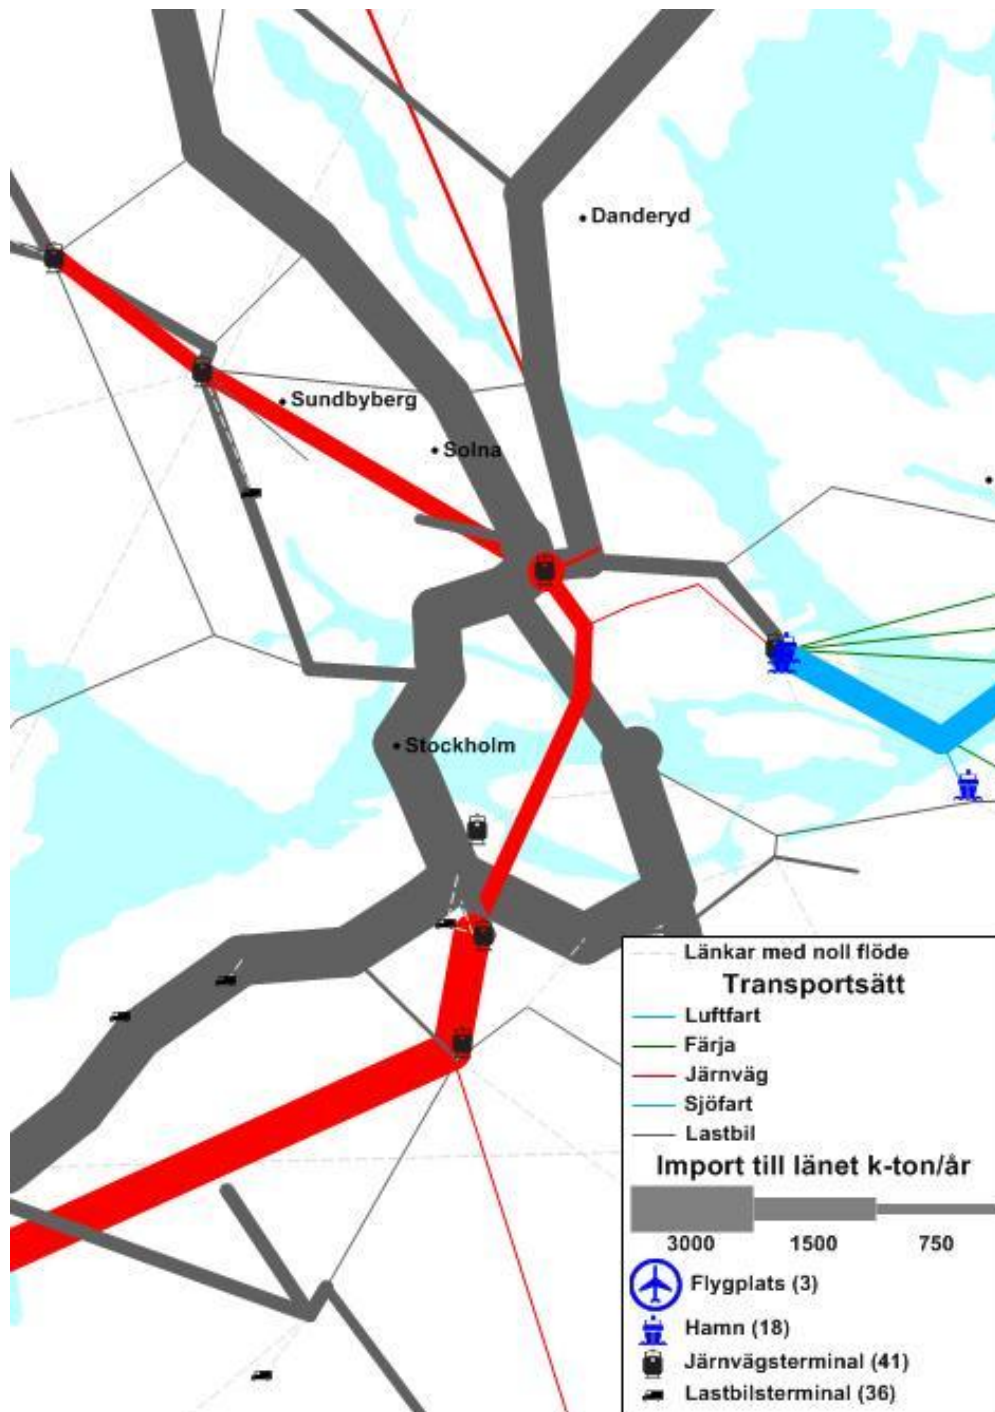 Danderyd
Sundbyberg
Solna
Stockholm
Länkar med noll flöde
Transportsätt
Luftfart
Färja
Järnväg
Sjöfart
Lastbil
Import till länet k-ton/år
3000 1500 750
Flygplats (3)
Hamn (18)
Järnvägsterminal (41)
Lastbilsterminal (36)